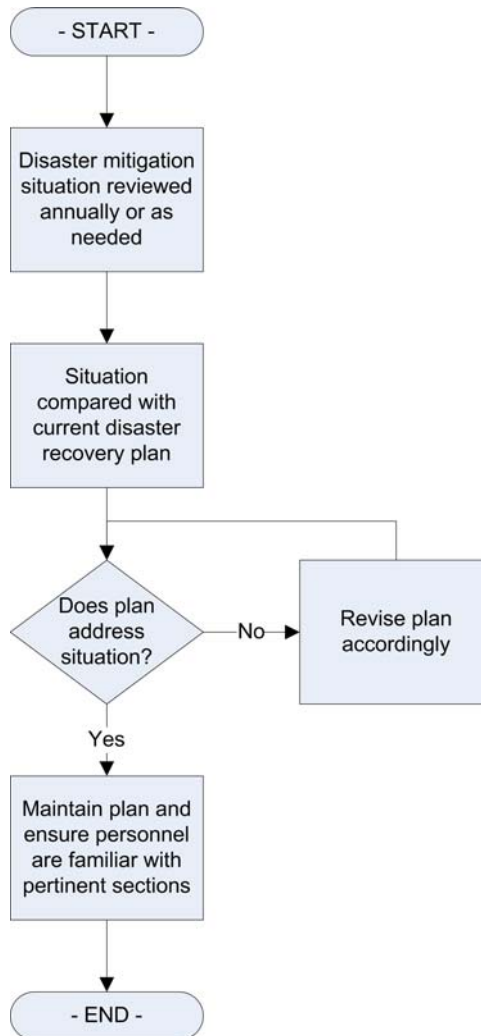 - START -
Disaster mitigation
situation reviewed
annually or as
needed
Situation
compared with
current disaster
recovery plan
Does plan
address
situation?
No
Revise plan
accordingly
Yes
Maintain plan and
ensure personnel
are familiar with
pertinent sections
- END -